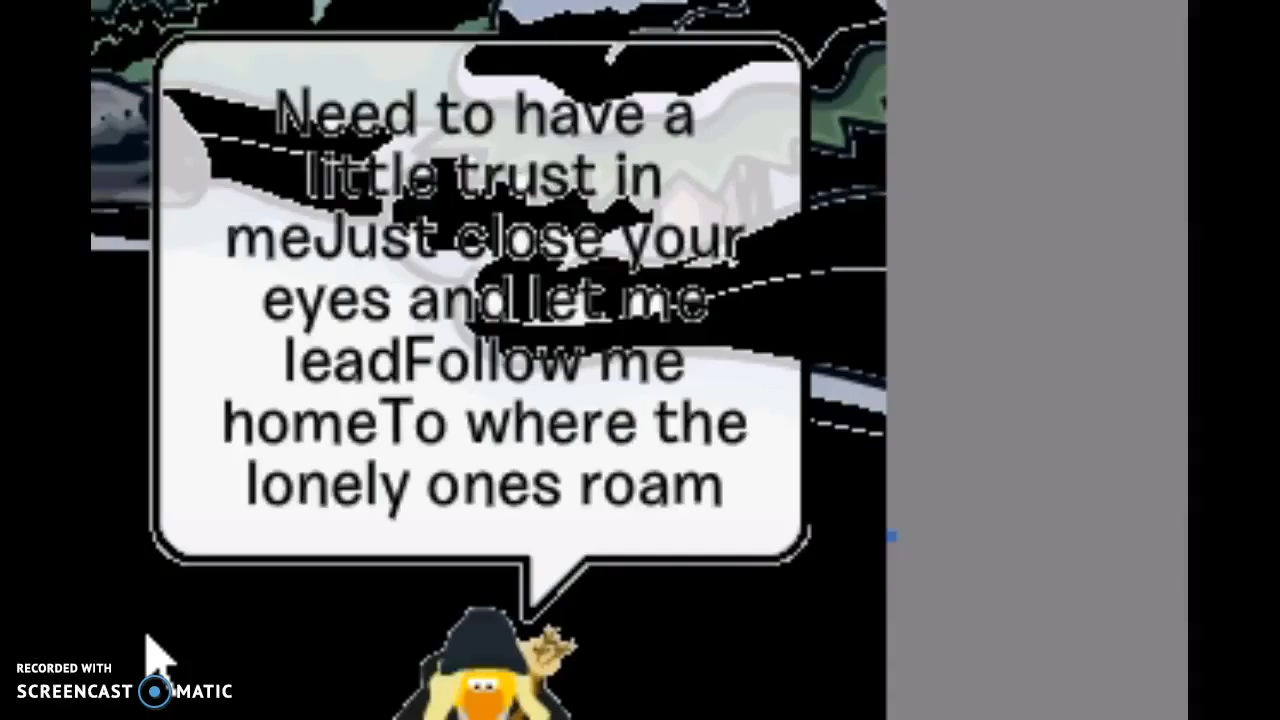 Need to have a
little trust in
meJust close your
eyes and let me
leadFollow me
homeTo where the
lonely ones roam
RECORDED WITH
SCREENCAST MATIC